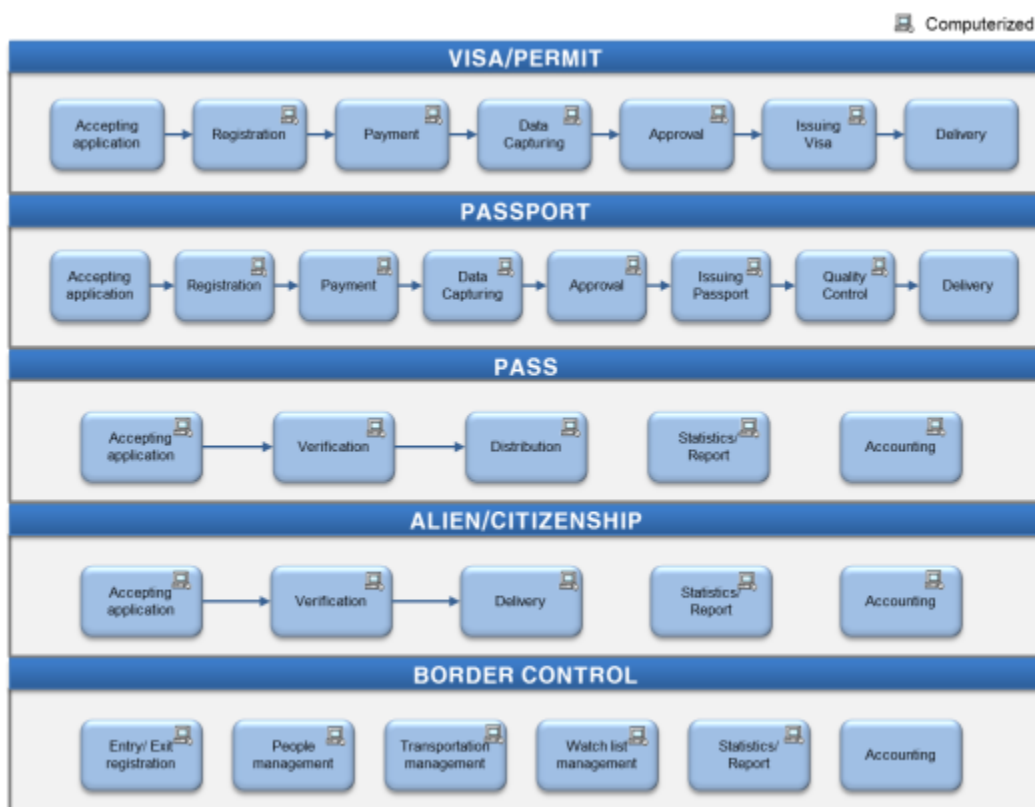 Computerized
VISA/PERMIT
Accepting
application
Registration
Payment
Data
Capturing
Approval
Issuing
Visa
Delivery
PASSPORT
Accepting
application
Registration
Payment
Data
Capturing
Approval
Issuing
Passport
Quality
Control
Delivery
PASS
Accepting
application
Verification
Distribution
Statistics/
Report
Accounting
ALIEN/CITIZENSHIP
Accepting
application
Verification
Delivery
Statistics/
Report
Accounting
BORDER CONTROL
Entry/ Exit
registration
People
management
Transportation
management
Watch list
management
Statistics/
Report
Accounting